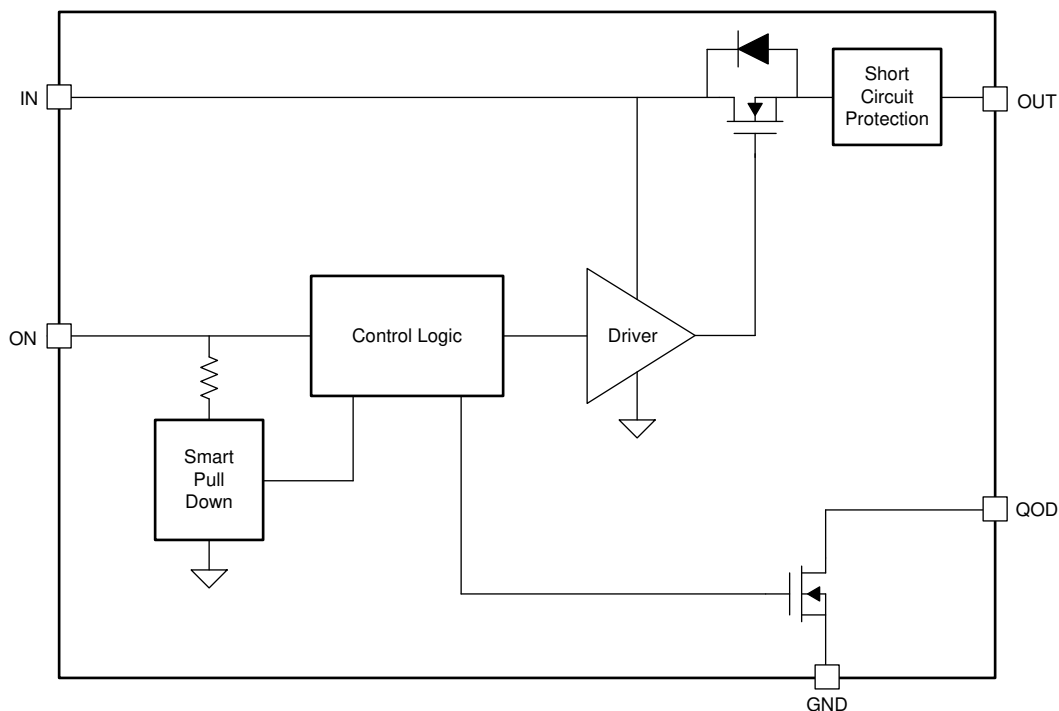 IN
Short
Circuit
Protection
OUT
ON
Control Logic
Driver
Smart
Pull
Down
QOD
GND